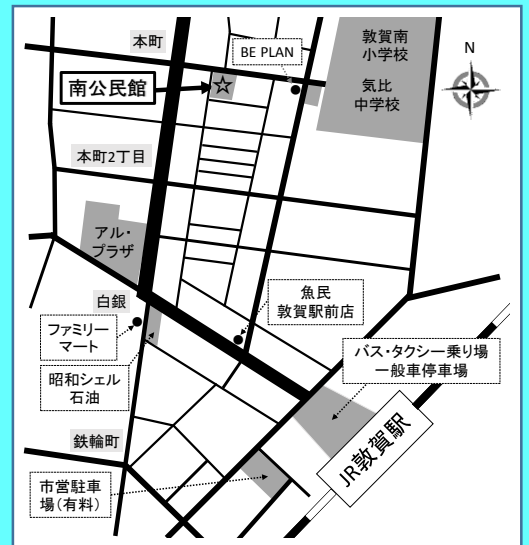 本町
BE PLAN
敦賀南
小学校
気比
中学校
N
南公民館
本町2丁目
アル・
プラザ
白銀
魚民
敦賀駅前店
ファミリー
マート
バス・タクシー乗り場
一般車停車場
昭和シェル
石油
鉄輪町
JR敦賀駅
市営駐車
場(有料)